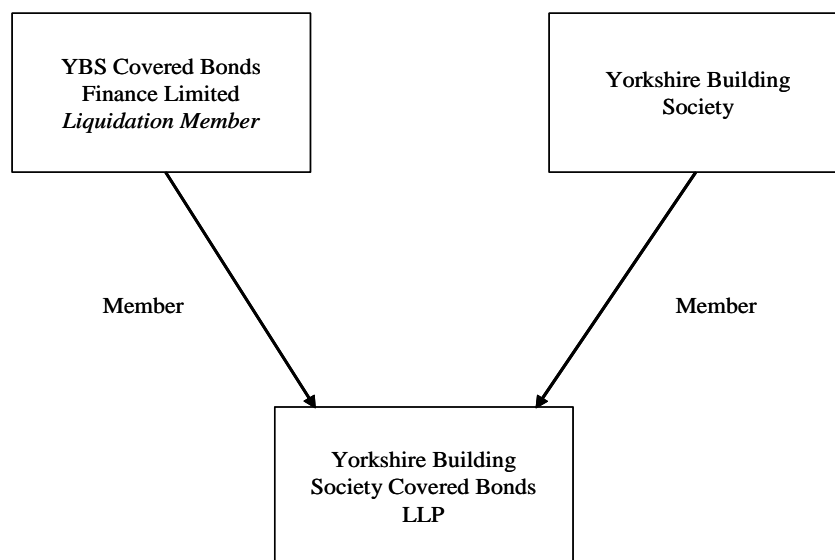 YBS Covered Bonds
Finance Limited
Liquidation Member
Yorkshire Building
Society
Member
Member
Yorkshire Building
Society Covered Bonds
LLP